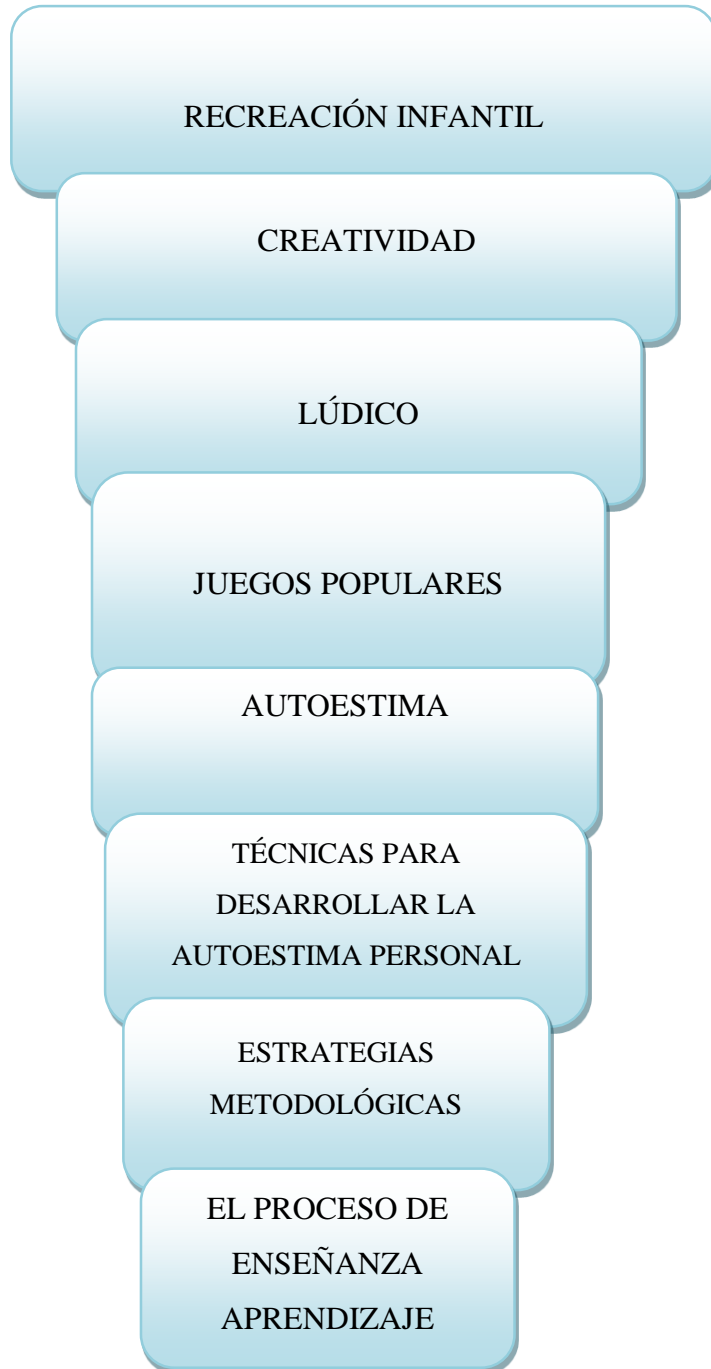 RECREACIÓN INFANTIL
CREATIVIDAD
LÚDICO
JUEGOS POPULARES
AUTOESTIMA
TÉCNICAS PARA
DESARROLLAR LA
AUTOESTIMA PERSONAL
ESTRATEGIAS
METODOLÓGICAS
EL PROCESO DE
ENSEÑANZA
APRENDIZAJE